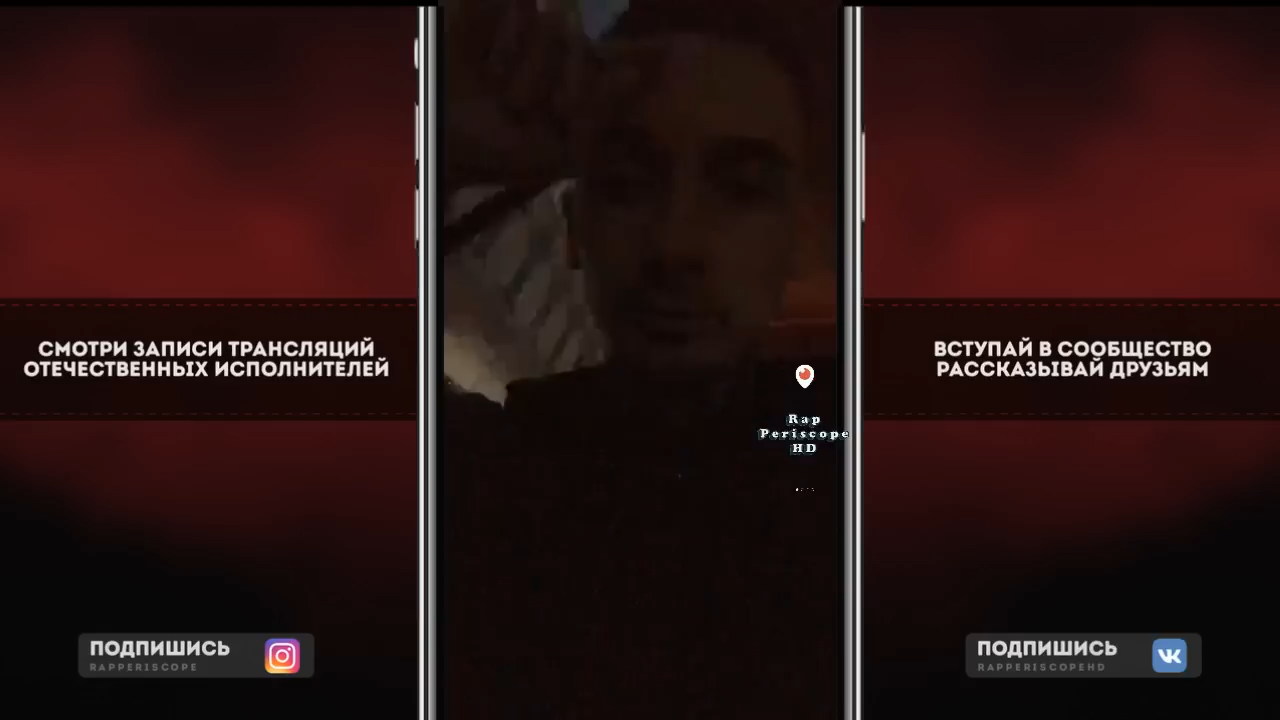 СМОТРИ ЗАПИСИ ТРАНСЛЯЦИЙ
ОТЕЧЕСТВЕННЫХ ИСПОЛНИТЕЛЕЙ
ВСТУПАЙ В СООБЩЕСТВО
РАССКАЗЫВАЙ ДРУЗЬЯМ
Rap
Periscope
HD
ПОДПИШИСЬ
RAPPERISCOPE
ПОДПИШИСЬ
RAPPERISCOPEHD